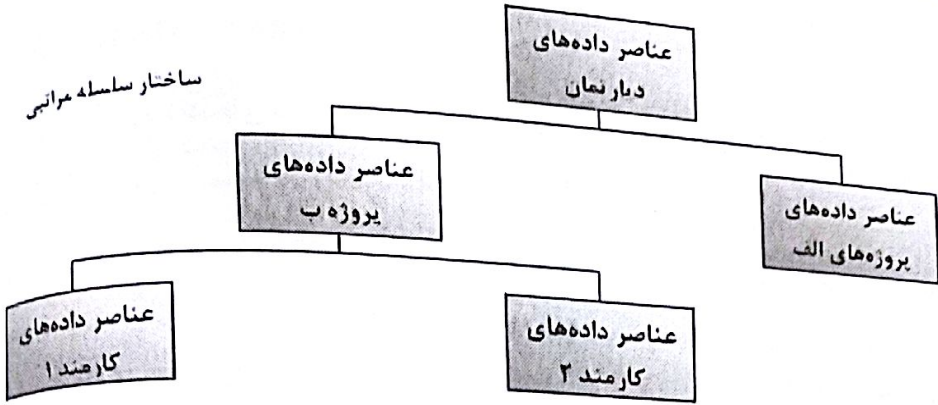 ساختار سلسله مراتبی
عناصر داده‌های
دپارتمان
عناصر داده‌های
پروژه‌های الف
عناصر داده‌های
پروژه ب
عناصر داده‌های
کارمند ۲
عناصر داده‌های
کارمند ۱